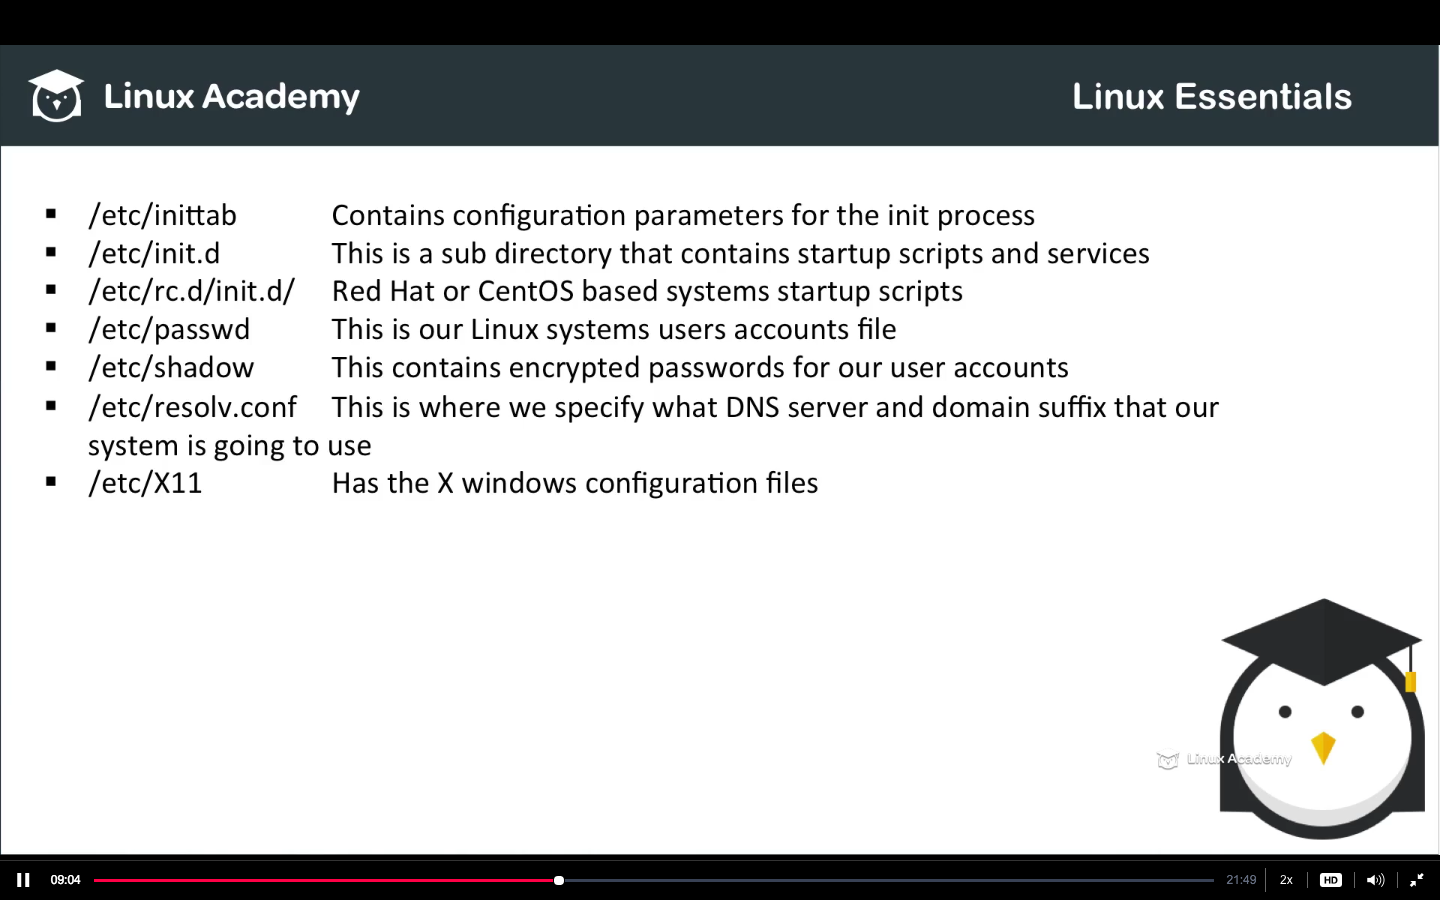 Linux Academy
Linux Essentials
▪ /etc/inittab Contains configuration parameters for the init process
▪ /etc/init.d This is a sub directory that contains startup scripts and services
▪ /etc/rc.d/init.d/ Red Hat or CentOS based systems startup scripts
▪ /etc/passwd This is our Linux systems users accounts file
▪ /etc/shadow This contains encrypted passwords for our user accounts
▪ /etc/resolv.conf This is where we specify what DNS server and domain suffix that our
system is going to use
▪ /etc/X11 Has the X windows configuration files
Linux Academy
09:04
21:49
2x
HD